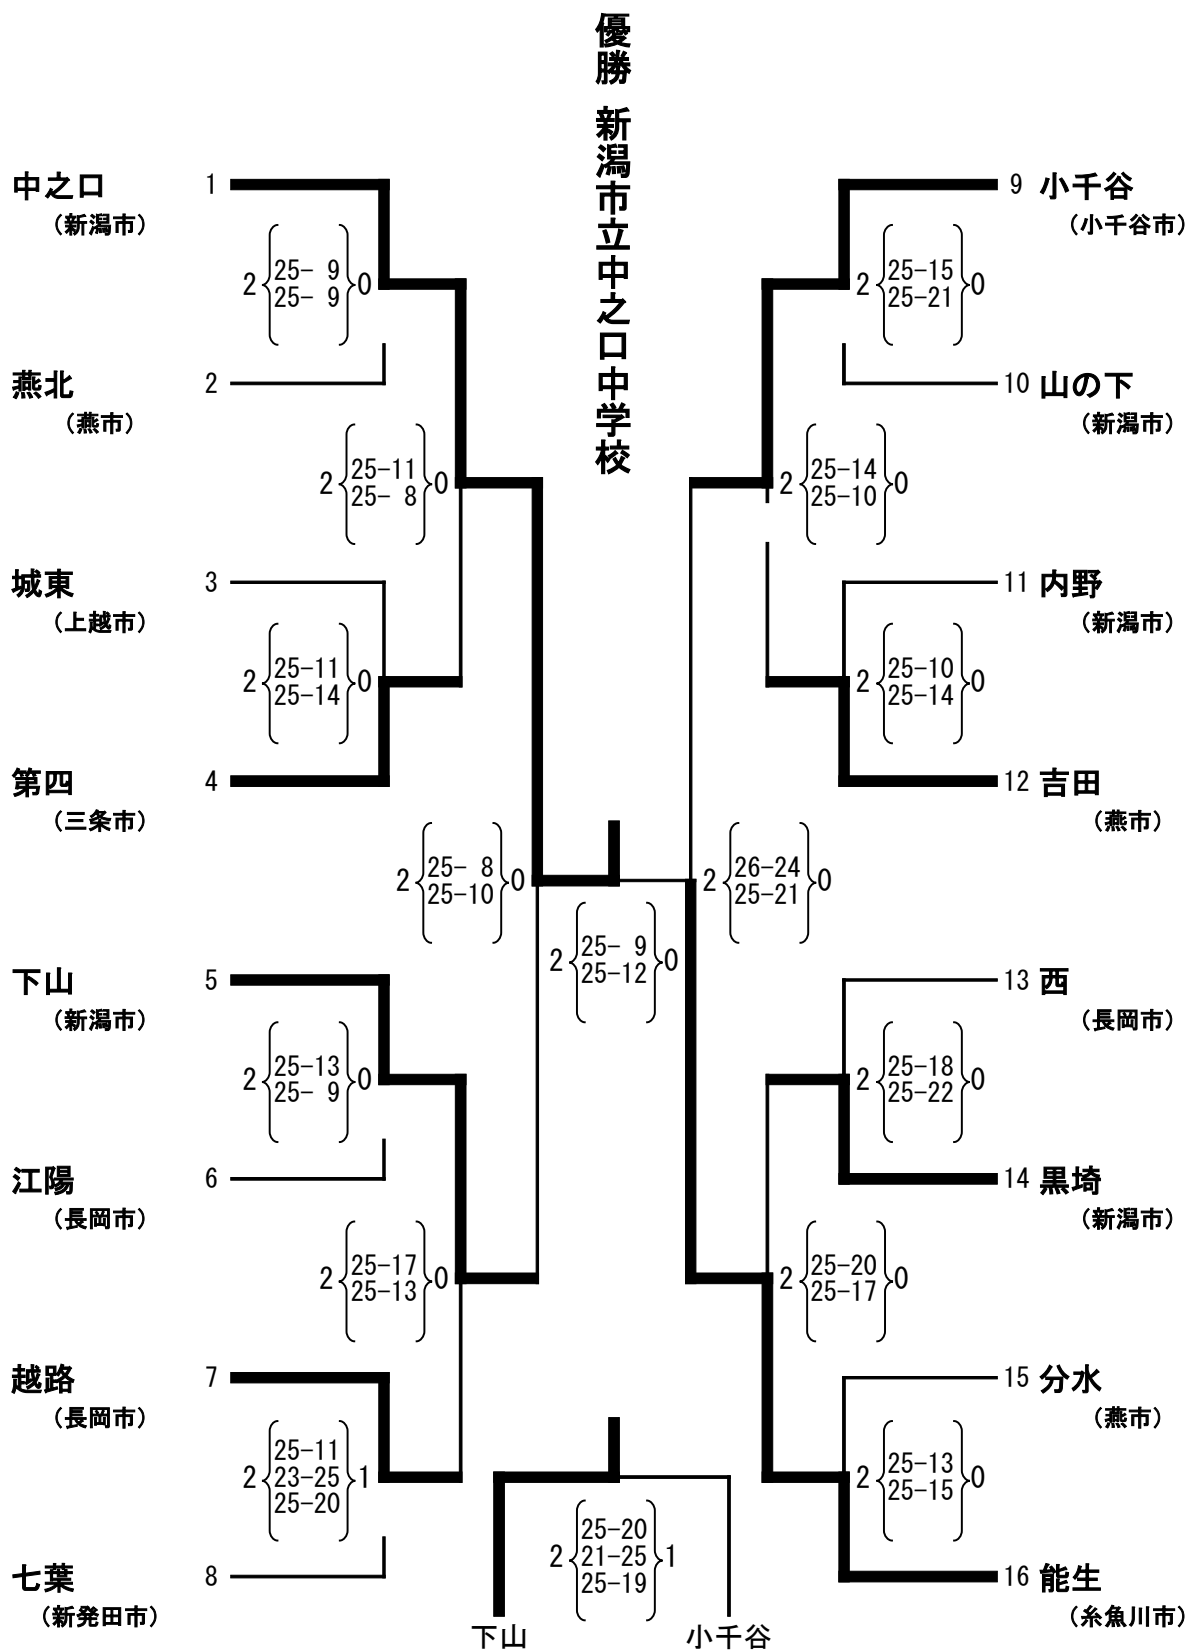 優勝 新潟市立中之口中学校
中之口 1
（新潟市）
2 25- 9 0
25- 9
燕北 2
（燕市）
2 25-11 0
25- 8
城東 3
（上越市）
2 25-11 0
25-14
第四 4
（三条市）
2 25- 8 0
25-10
下山 5
（新潟市）
2 25-13 0
25- 9
江陽 6
（長岡市）
2 25-17 0
25-13
越路 7
（長岡市）
2 25-11 1
23-25
25-20
七葉 8
（新発田市）
2 25- 9 0
25-12
9 小千谷
（小千谷市）
2 25-15 0
25-21
10 山の下
（新潟市）
2 25-14 0
25-10
11 内野
（新潟市）
2 25-10 0
25-14
12 吉田
（燕市）
2 26-24 0
25-21
13 西
（長岡市）
2 25-18 0
25-22
14 黒埼
（新潟市）
2 25-20 0
25-17
15 分水
（燕市）
2 25-13 0
25-15
16 能生
（糸魚川市）
2 25-20 1
21-25
25-19
下山 小千谷